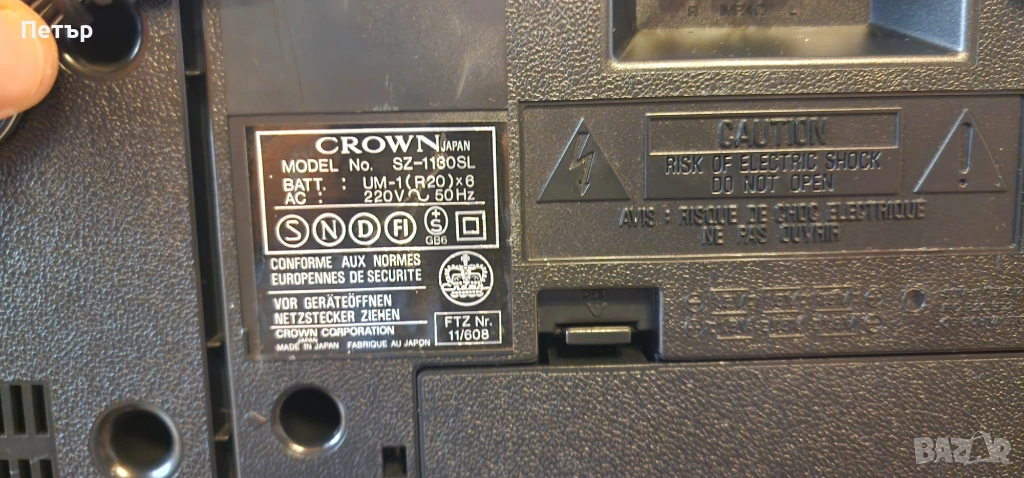 Петър
CROWN JAPAN
MODEL No. SZ-1130SL
BATT. : UM-1(R20)×6
AC : 220V~50Hz
S N D FI +S GB6
CONFORME AUX NORMES
EUROPENNES DE SECURITE
VOR GERÄTEÖFFNEN
NETZSTECKER ZIEHEN
CROWN CORPORATION
JAPAN
MADE IN JAPAN FABRIQUE AU JAPON
FTZ Nr.
11/608
R L
CAUTION
RISK OF ELECTRIC SHOCK
DO NOT OPEN
AVIS : RISQUE DE CHOC ELECTRIQUE
NE PAS OUVRIR
BAZAR